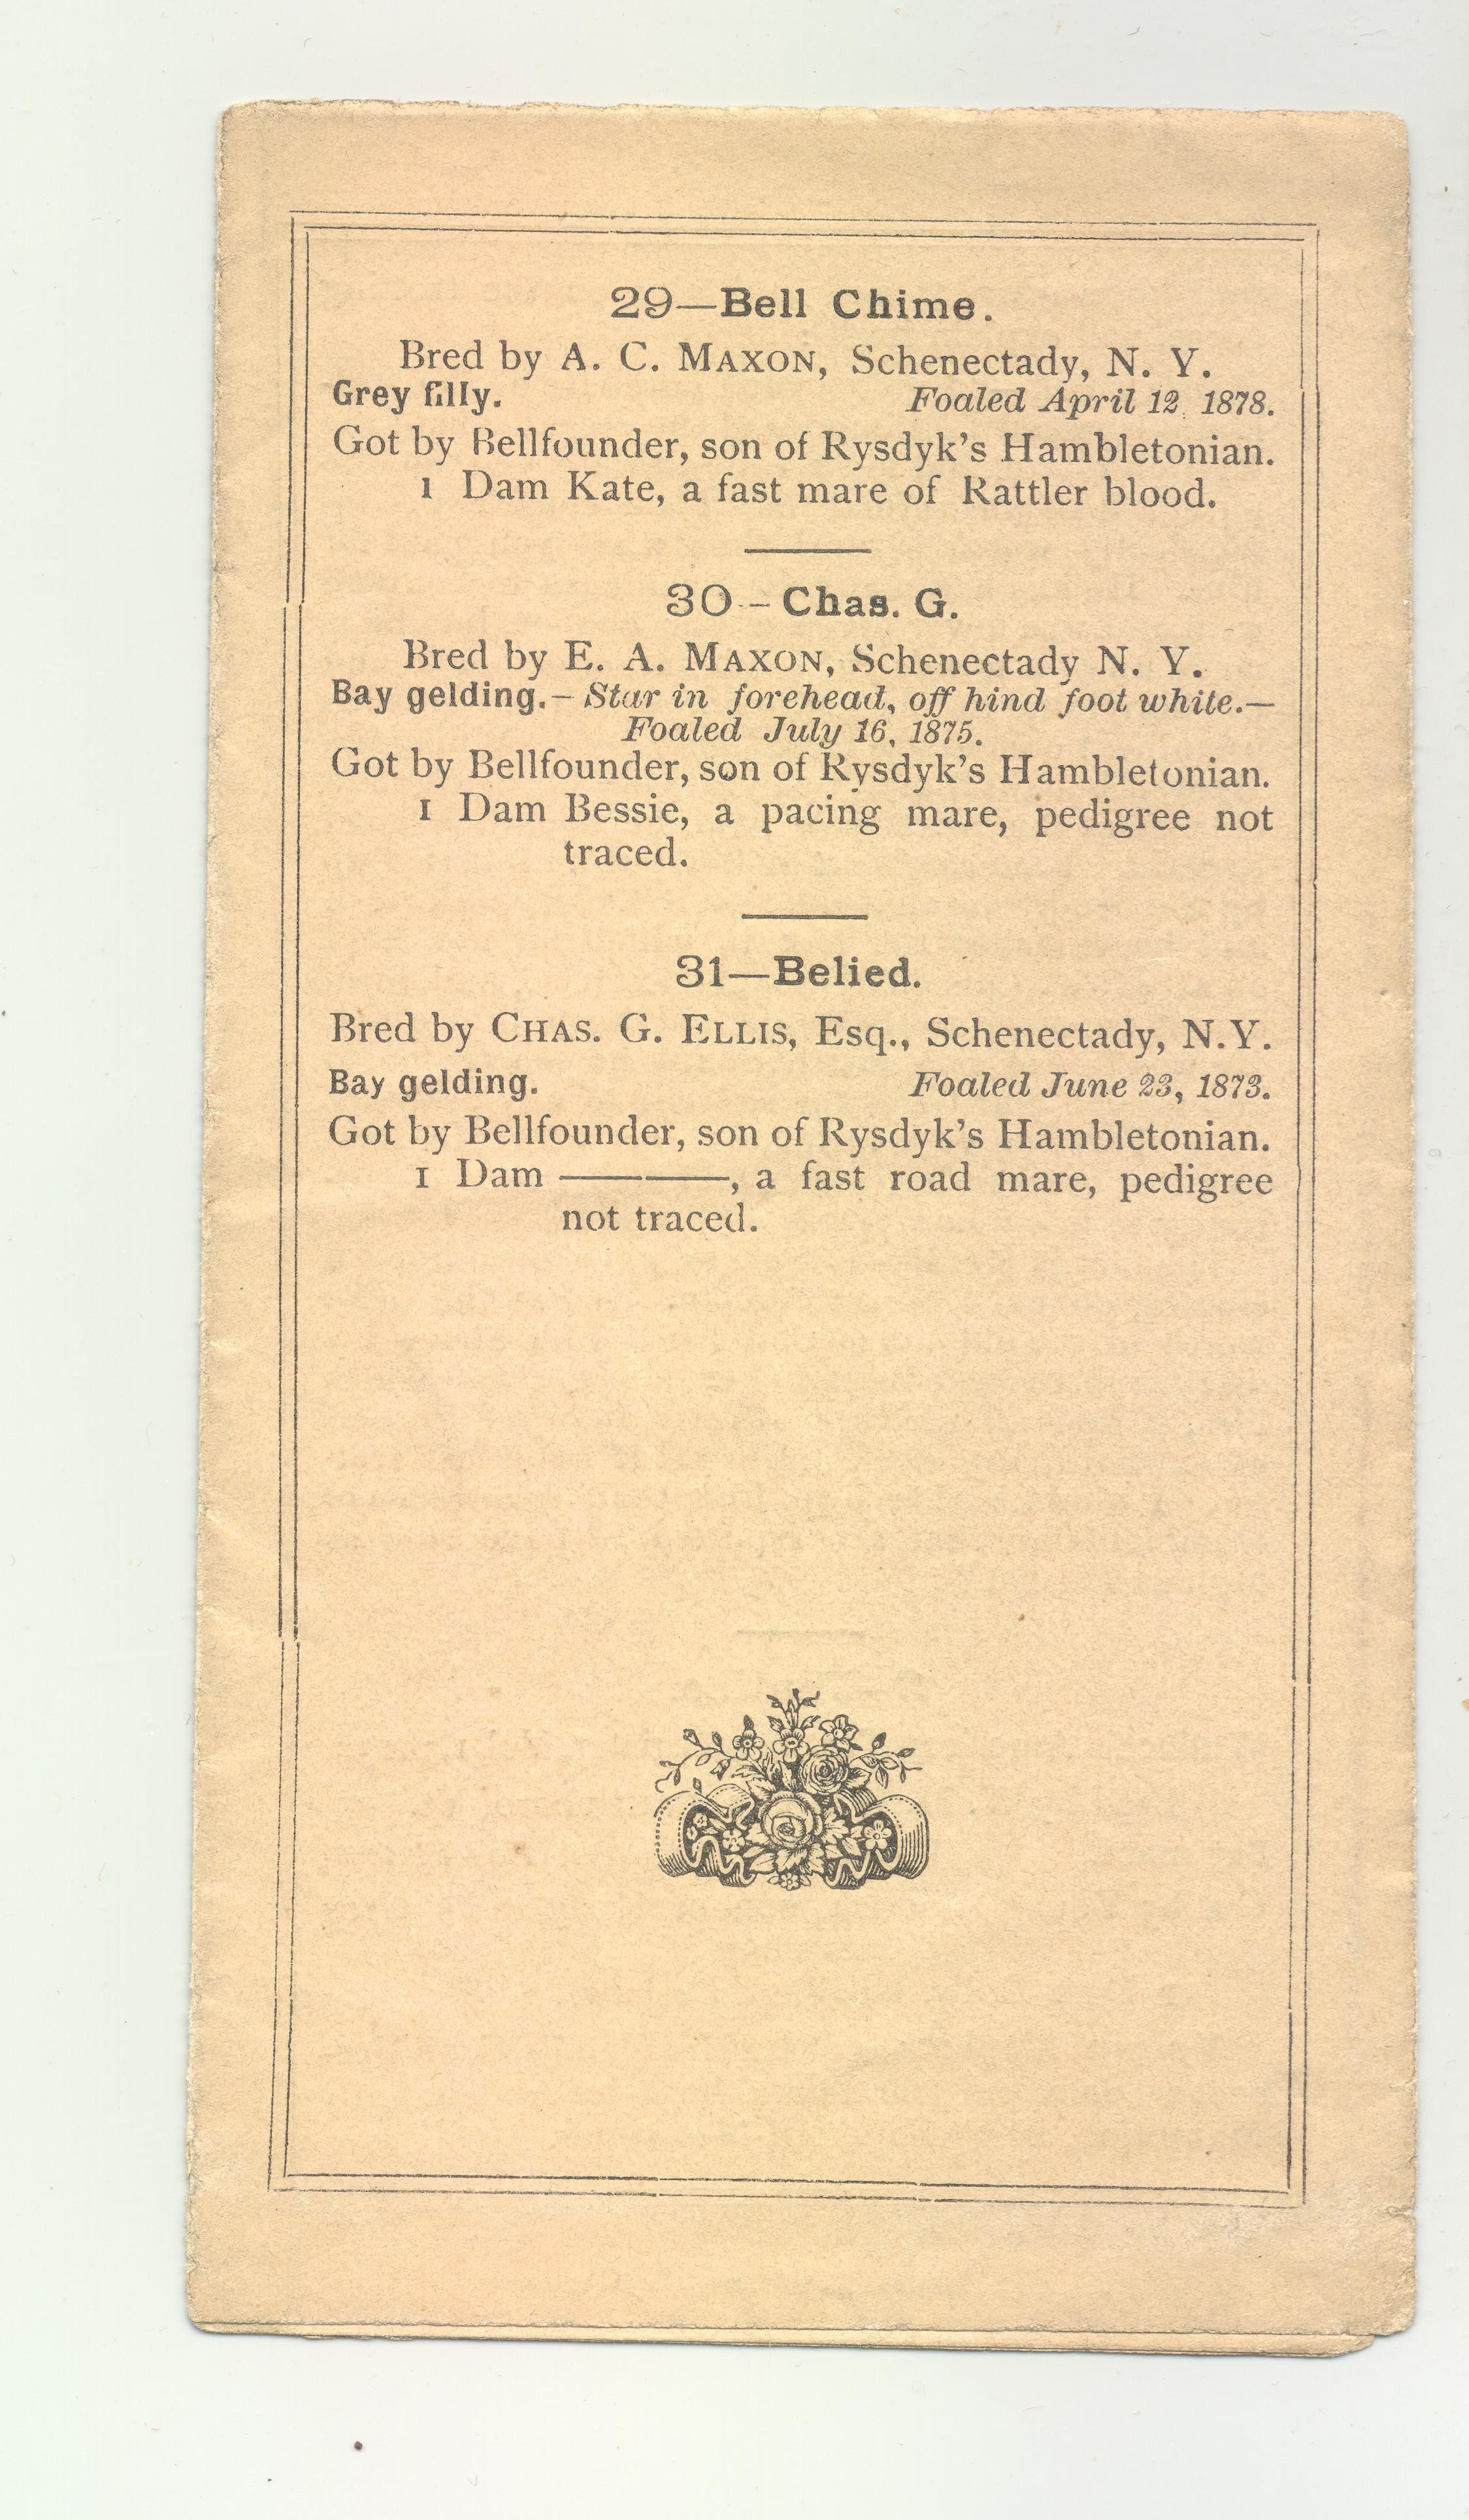 29—Bell Chime.
Bred by A. C. MAXON, Schenectady, N. Y.
Grey filly. Foaled April 12, 1878.
Got by Bellfounder, son of Rysdyk's Hambletonian.
1 Dam Kate, a fast mare of Rattler blood.
30-Chas. G.
Bred by E. A. MAXON, Schenectady N. Y.
Bay gelding.—Star in forehead, off hind foot white.—
Foaled July 16, 1875.
Got by Bellfounder, son of Rysdyk's Hambletonian.
1 Dam Bessie, a pacing mare, pedigree not
traced.
31—Belied.
Bred by CHAS. G. ELLIS, Esq., Schenectady, N.Y.
Bay gelding. Foaled June 23, 1873.
Got by Bellfounder, son of Rysdyk's Hambletonian.
1 Dam ————, a fast road mare, pedigree
not traced.